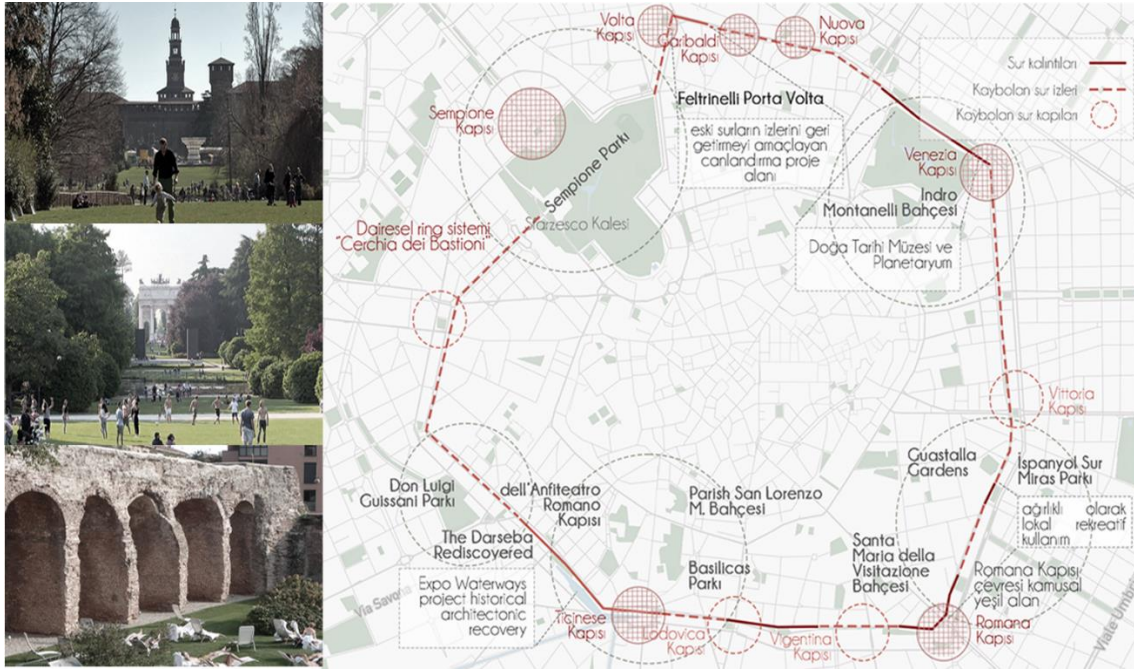 Volta
Kapısı
Garibaldi
Kapısı
Nuova
Kapısı
Sur kalıntıları
Kaybolan sur izleri
Kaybolan sur kapıları
Sempione
Kapısı
Feltrinelli Porta Volta
eski surların izlerini geri
getirmeyi amaçlayan
canlandırma proje
alanı
Venezia
Kapısı
Indro
Montanelli Bahçesi
Doğa Tarihi Müzesi ve
Planetaryum
Sempione Parkı
Sforzesco Kalesi
Dairesel ring sistemi
"Cerchia dei Bastioni"
Vittoria
Kapısı
Guastalla
Gardens
İspanyol Sur
Miras Parkı
ağırlıklı olarak
lokal rekreatif
kullanım
Don Luigi
Guissani Parkı
dell'Anfiteatro
Romano
Kapısı
Parish San Lorenzo
M. Bahçesi
The Darseba
Rediscovered
Basilicas
Parkı
Santa
Maria della
Visitazione
Bahçesi
Romana Kapısı
çevresi kamusal
yeşil alan
Expo Waterways
project historical
architectonic
recovery
Via Savona
Ticinese
Kapısı
Lodovica
Kapısı
Vigentina
Kapısı
Romana
Kapısı
Viale Umbria